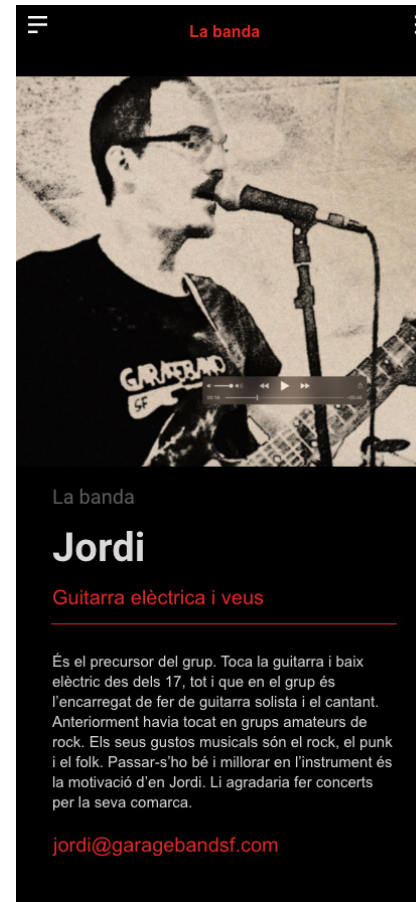 La banda
GARAGEBAND
SF
00:16
-00:46
La banda
Jordi
Guitarra elèctrica i veus
És el precursor del grup. Toca la guitarra i baix
elèctric des dels 17, tot i que en el grup és
l’encarregat de fer de guitarra solista i el cantant.
Anteriorment havia tocat en grups amateurs de
rock. Els seus gustos musicals són el rock, el punk
i el folk. Passar-s’ho bé i millorar en l’instrument és
la motivació d’en Jordi. Li agradaria fer concerts
per la seva comarca.
jordi@garagebandsf.com